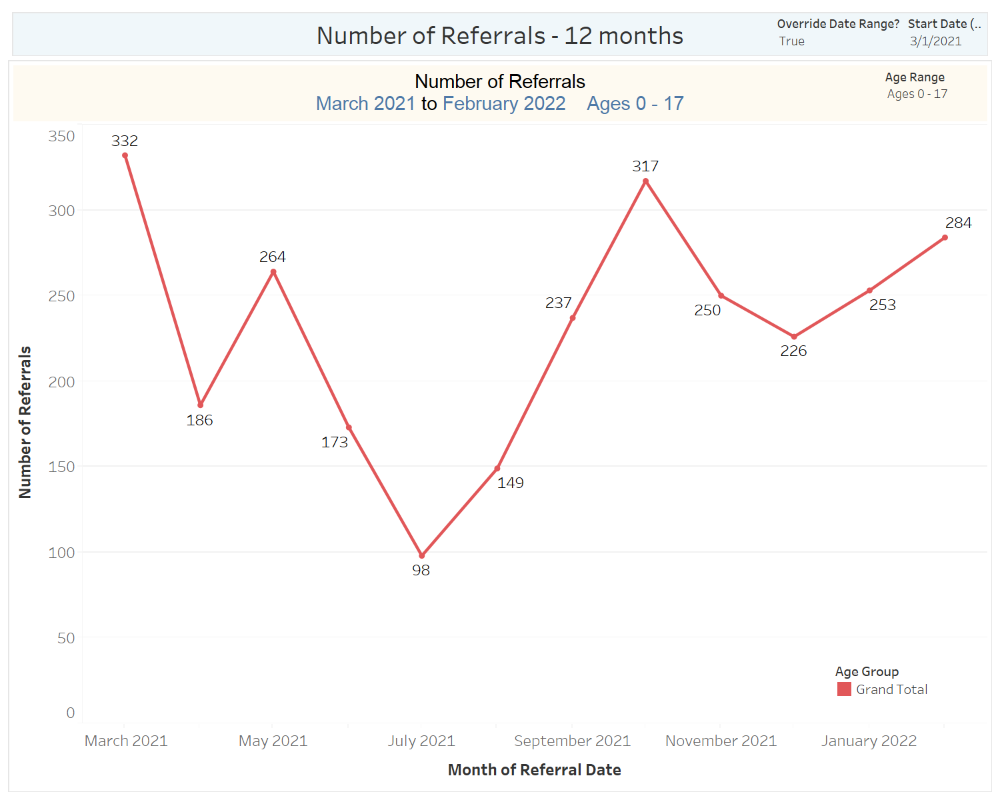 Number of Referrals - 12 months
Override Date Range? Start Date (..
True 3/1/2021
Number of Referrals
March 2021 to February 2022 Ages 0 - 17
Age Range
Ages 0 - 17
350
300
250
200
150
100
50
0
Number of Referrals
332
186
264
173
98
149
237
317
250
226
253
284
Age Group
Grand Total
March 2021 May 2021 July 2021 September 2021 November 2021 January 2022
Month of Referral Date